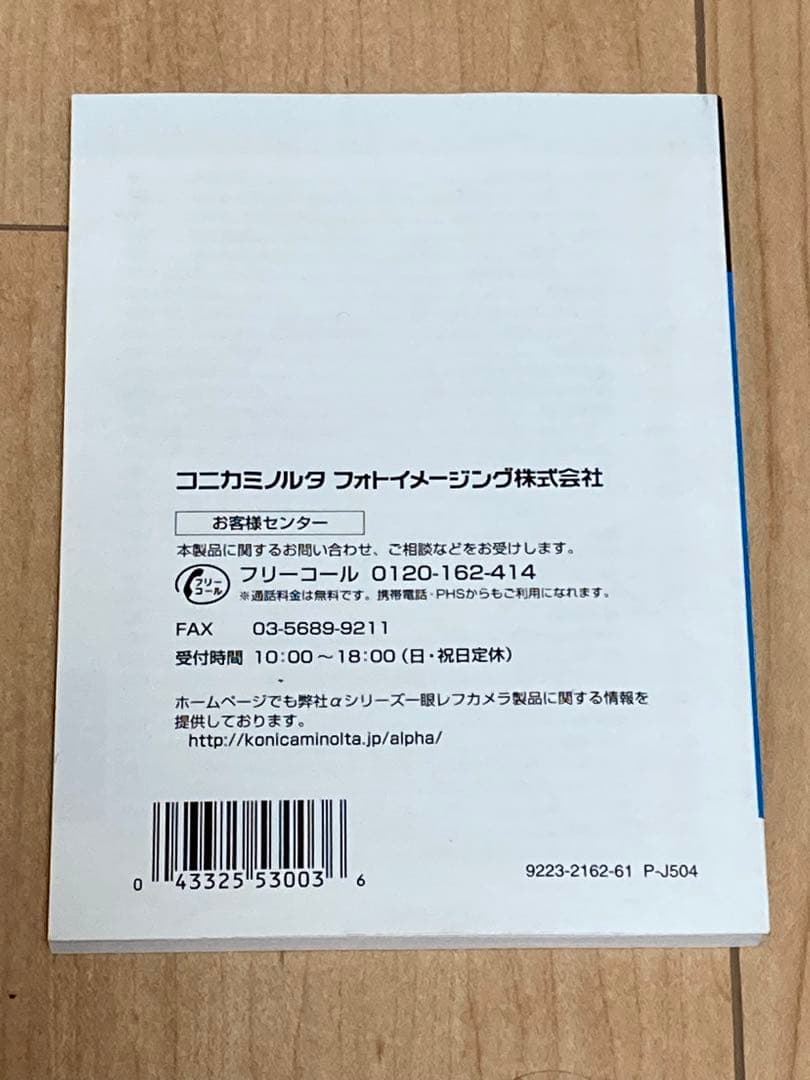 コニカミノルタ フォトイメージング株式会社
お客様センター
本製品に関するお問い合わせ、ご相談などをお受けします。
フリーコール
フリーコール 0120-162-414
※通話料金は無料です。携帯電話・PHSからもご利用になれます。
FAX 03-5689-9211
受付時間 10:00～18:00（日・祝日定休）
ホームページでも弊社αシリーズ一眼レフカメラ製品に関する情報を
提供しております。
http://konicaminolta.jp/alpha/
0 43325 53003 6
9223-2162-61 P-J504